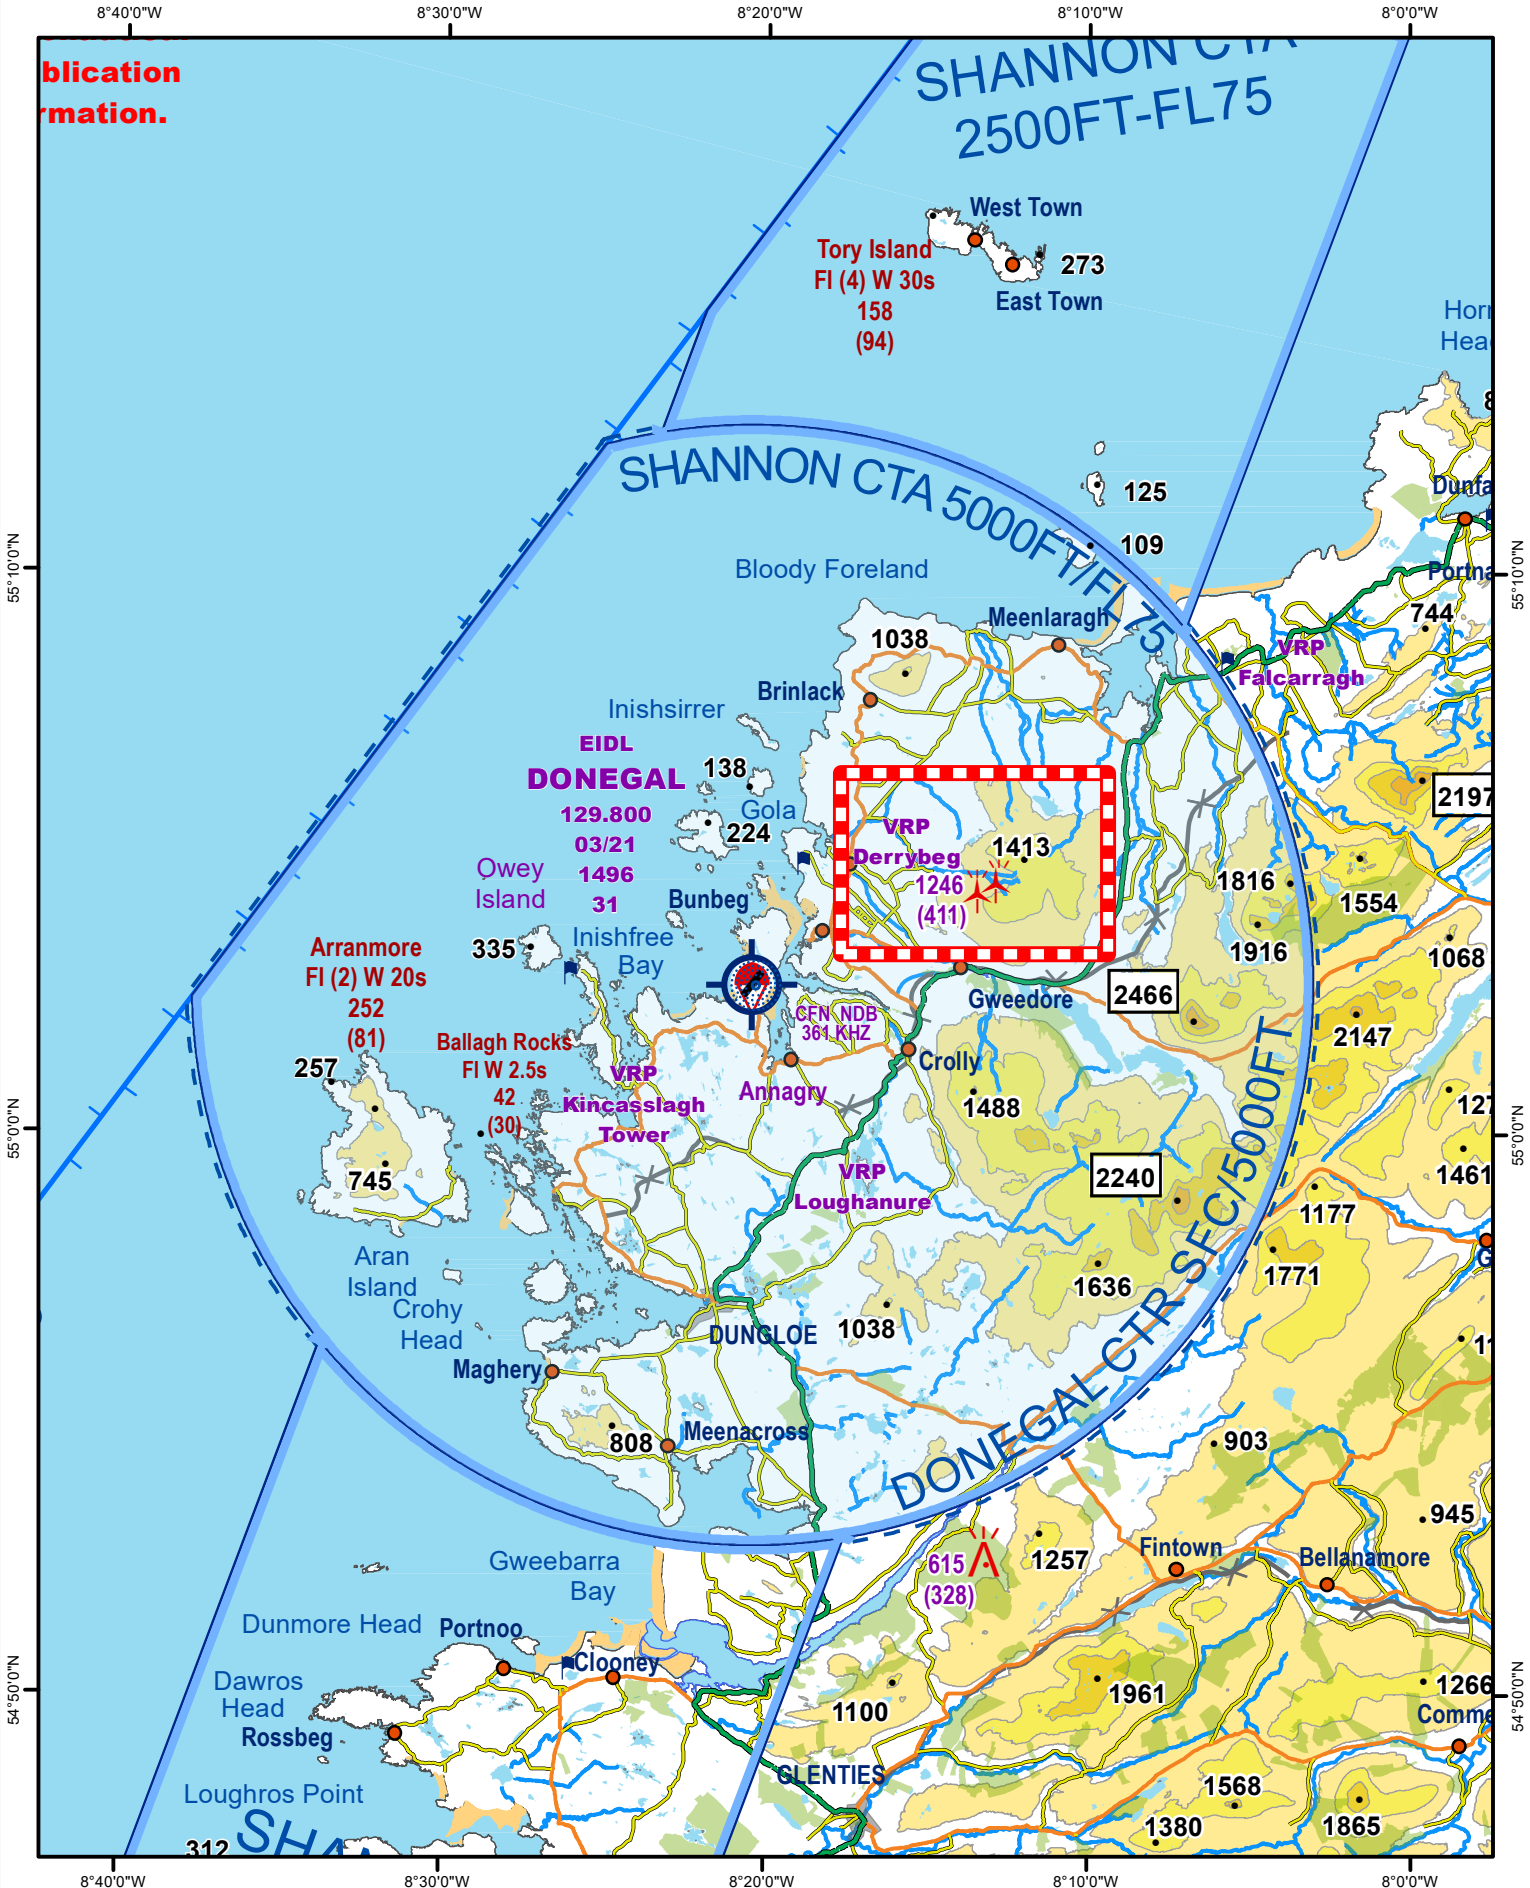 8°40'0"W
8°30'0"W
8°20'0"W
8°10'0"W
8°0'0"W
blication
rmation.
SHANNON CTA
2500FT-FL75
West Town
Tory Island
Fl (4) W 30s
158
(94)
273
East Town
SHANNON CTA 5000FT/FL75
125
109
55°10'0"N
55°10'0"N
Bloody Foreland
Meenlaragh
1038
744
VRP
Falcarragh
Brinlack
Inishsirrer
EIDL
DONEGAL
129.800
03/21
1496
31
138
Gola
224
2197
VRP
Derrybeg
1246
(411)
1413
Owey
Island
Bunbeg
1816
1554
1916
1068
335
Inishfree
Bay
Arranmore
Fl (2) W 20s
252
(81)
Gweedore
2466
CFN NDB
361 KHZ
2147
Ballagh Rocks
Fl W 2.5s
42
(30)
257
Crolly
VRP
Kincasslagh
Tower
Annagry
1488
55°0'0"N
55°0'0"N
745
VRP
Loughanure
2240
1461
1177
Aran
Island
1771
1636
Crohy
Head
1038
DUNGLOE
Maghery
DONEGAL CTR SFC/5000FT
808
Meenacross
903
945
Gweebarra
Bay
615
(328)
1257
Fintown
Bellanamore
Dunmore Head
Portnoo
Clooney
Dawros
Head
Rossbeg
54°50'0"N
54°50'0"N
1961
1266
1100
GLENTIES
1568
Loughros Point
1380
1865
312
8°40'0"W
8°30'0"W
8°20'0"W
8°10'0"W
8°0'0"W